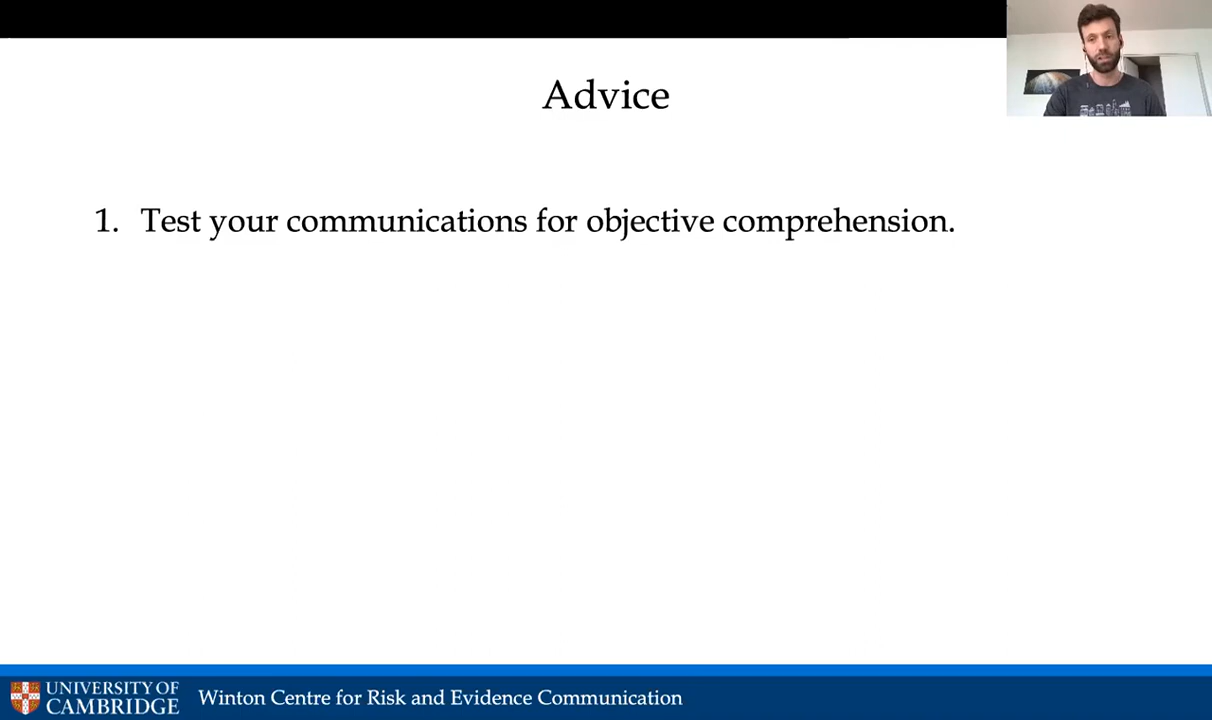 Advice
1. Test your communications for objective comprehension.
UNIVERSITY OF
CAMBRIDGE
Winton Centre for Risk and Evidence Communication